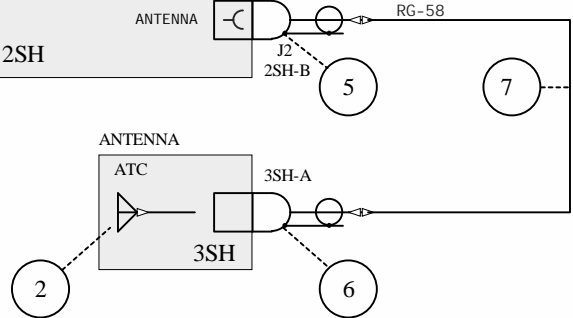 ANTENNA
RG-58
2SH
J2
2SH-B
5
7
ANTENNA
ATC
3SH-A
3SH
2
6